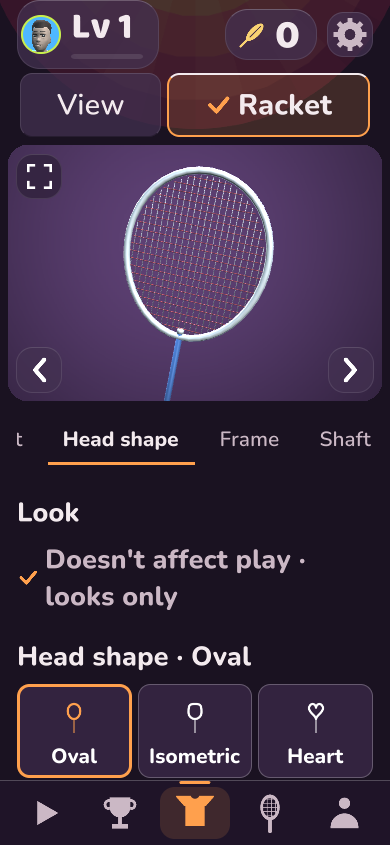 Lv 1
0
View
Racket
t
Head shape
Frame
Shaft
Look
Doesn't affect play ·
looks only
Head shape · Oval
Oval
Isometric
Heart